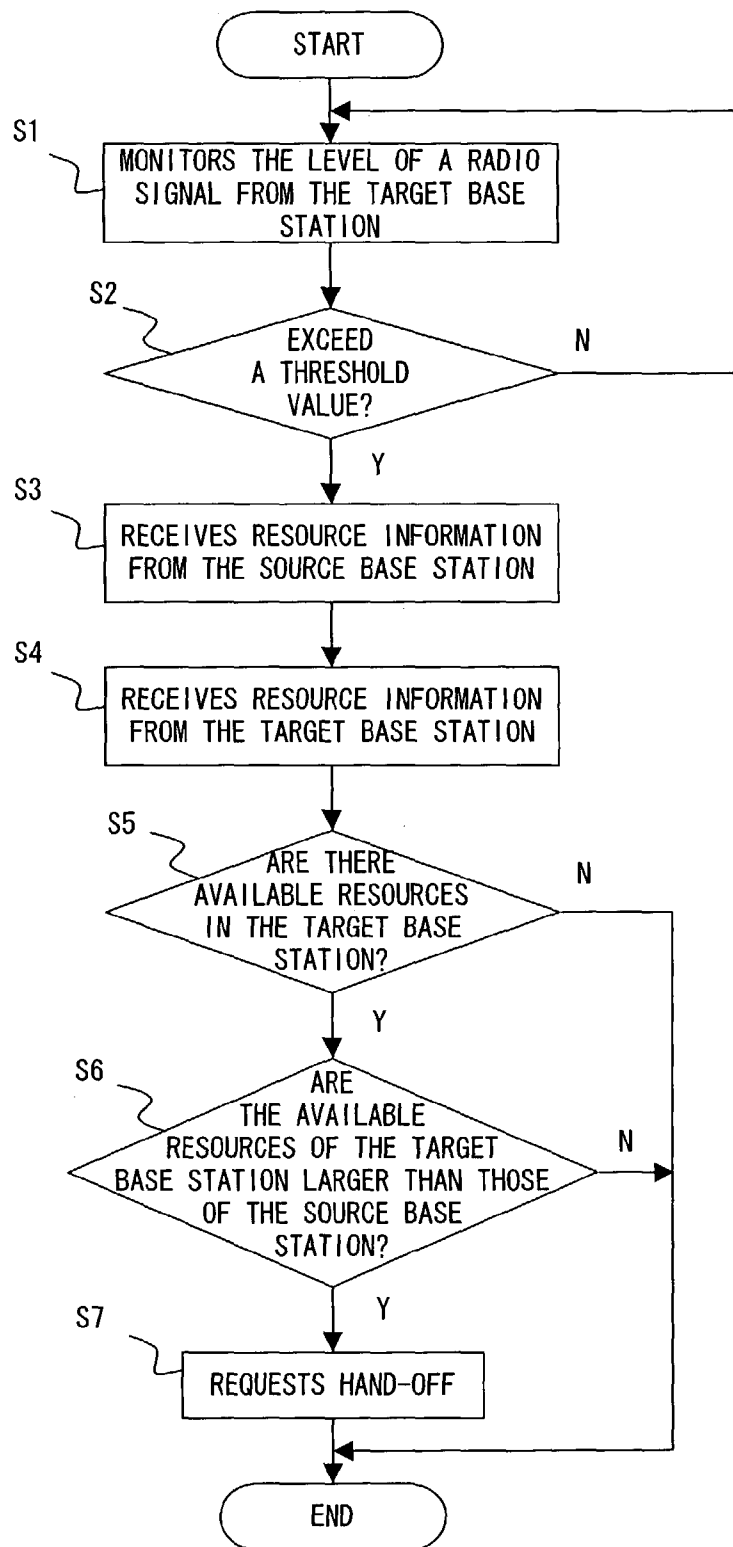 START
S1
MONITORS THE LEVEL OF A RADIO
SIGNAL FROM THE TARGET BASE
STATION
S2
EXCEED
A THRESHOLD
VALUE?
N
Y
S3
RECEIVES RESOURCE INFORMATION
FROM THE SOURCE BASE STATION
S4
RECEIVES RESOURCE INFORMATION
FROM THE TARGET BASE STATION
S5
ARE THERE
AVAILABLE RESOURCES
IN THE TARGET BASE
STATION?
N
Y
S6
ARE
THE AVAILABLE
RESOURCES OF THE TARGET
BASE STATION LARGER THAN THOSE
OF THE SOURCE BASE
STATION?
N
Y
S7
REQUESTS HAND-OFF
END